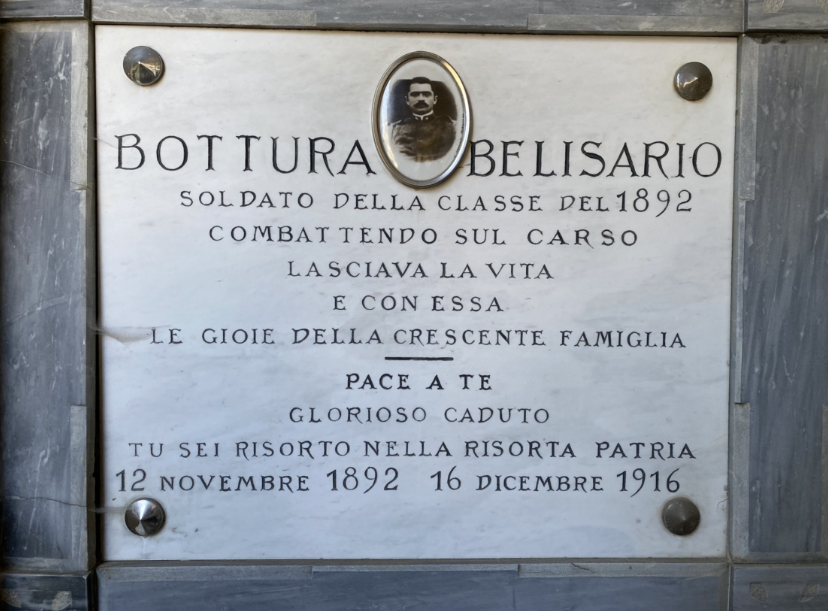 BOTTURA BELISARIO
SOLDATO DELLA CLASSE DEL 1892
COMBATTENDO SUL CARSO
LASCIAVA LA VITA
E CON ESSA
LE GIOIE DELLA CRESCENTE FAMIGLIA
PACE A TE
GLORIOSO CADUTO
TU SEI RISORTO NELLA RISORTA PATRIA
12 NOVEMBRE 1892 16 DICEMBRE 1916